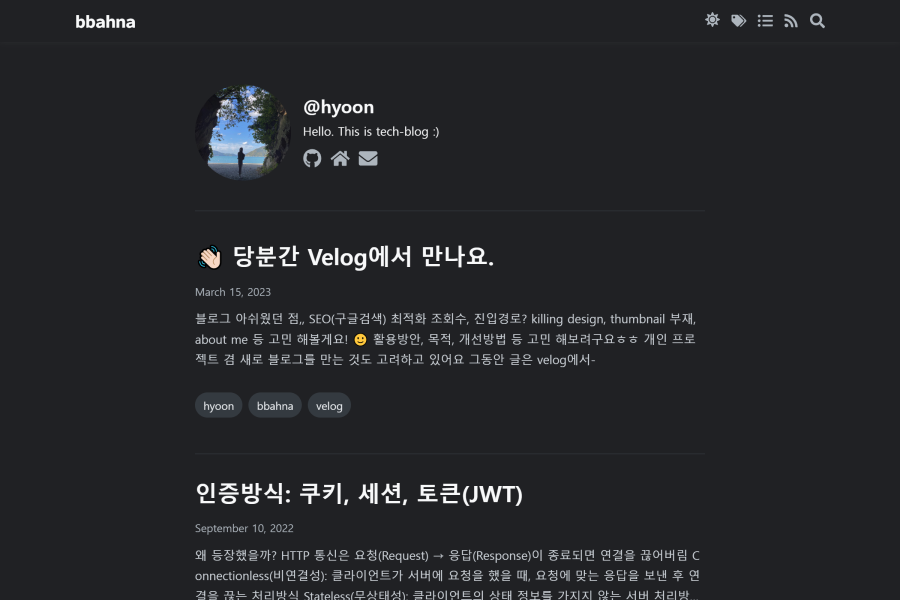 bbahna
@hyoon
Hello. This is tech-blog :)
👋🏻 당분간 Velog에서 만나요.
March 15, 2023
블로그 아쉬웠던 점,, SEO(구글검색) 최적화 조회수, 진입경로? killing design, thumbnail 부재,
about me 등 고민 해볼게요! 🙂 활용방안, 목적, 개선방법 등 고민 해보려구요ㅎㅎ 개인 프로
젝트 겸 새로 블로그를 만는 것도 고려하고 있어요 그동안 글은 velog에서~
hyoon bbahna velog
인증방식: 쿠키, 세션, 토큰(JWT)
September 10, 2022
왜 등장했을까? HTTP 통신은 요청(Request) → 응답(Response)이 종료되면 연결을 끊어버림 C
onnectionless(비연결성): 클라이언트가 서버에 요청을 했을 때, 요청에 맞는 응답을 보낸 후 연
결을 끊는 처리방식 Stateless(무상태성): 클라이언트의 상태 정보를 가지지 않는 서버 처리방...